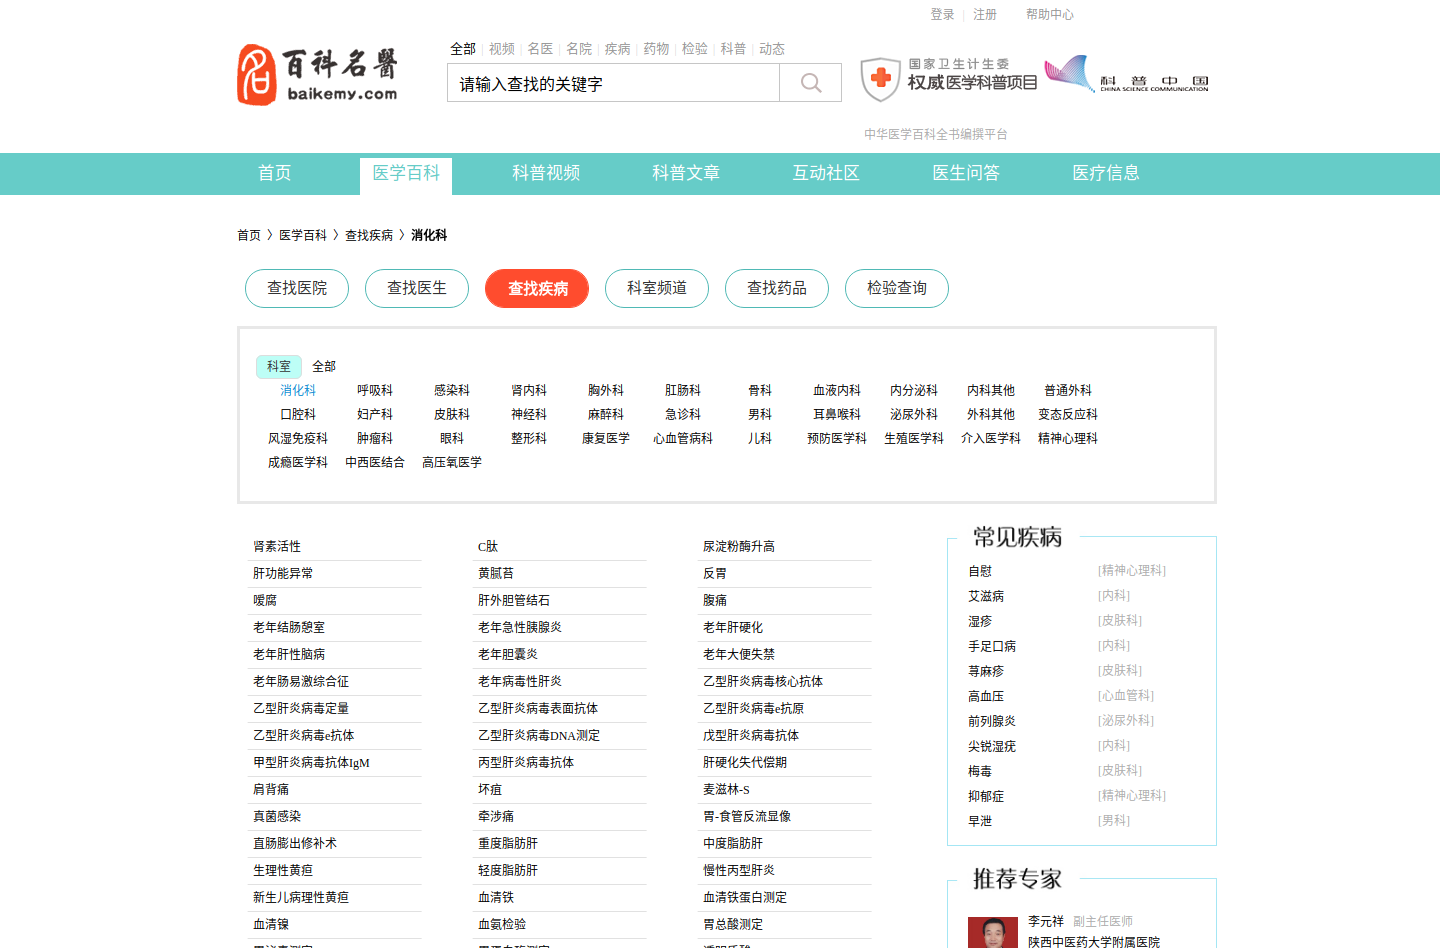 登录 | 注册 帮助中心
百科名醫
baikemy.com
全部 | 视频 | 名医 | 名院 | 疾病 | 药物 | 检验 | 科普 | 动态
请输入查找的关键字
国家卫生计生委
权威医学科普项目
科普中国
CHINA SCIENCE COMMUNICATION
中华医学百科全书编撰平台
首页 医学百科 科普视频 科普文章 互动社区 医生问答 医疗信息
首页 〉医学百科 〉查找疾病 〉消化科
查找医院 查找医生 查找疾病 科室频道 查找药品 检验查询
科室 全部
消化科 呼吸科 感染科 肾内科 胸外科 肛肠科 骨科 血液内科 内分泌科 内科其他 普通外科
口腔科 妇产科 皮肤科 神经科 麻醉科 急诊科 男科 耳鼻喉科 泌尿外科 外科其他 变态反应科
风湿免疫科 肿瘤科 眼科 整形科 康复医学 心血管病科 儿科 预防医学科 生殖医学科 介入医学科 精神心理科
成瘾医学科 中西医结合 高压氧医学
肾素活性 C肽 尿淀粉酶升高
肝功能异常 黄腻苔 反胃
嗳腐 肝外胆管结石 腹痛
老年结肠憩室 老年急性胰腺炎 老年肝硬化
老年肝性脑病 老年胆囊炎 老年大便失禁
老年肠易激综合征 老年病毒性肝炎 乙型肝炎病毒核心抗体
乙型肝炎病毒定量 乙型肝炎病毒表面抗体 乙型肝炎病毒e抗原
乙型肝炎病毒e抗体 乙型肝炎病毒DNA测定 戊型肝炎病毒抗体
甲型肝炎病毒抗体IgM 丙型肝炎病毒抗体 肝硬化失代偿期
肩背痛 坏疽 麦滋林-S
真菌感染 牵涉痛 胃-食管反流显像
直肠膨出修补术 重度脂肪肝 中度脂肪肝
生理性黄疸 轻度脂肪肝 慢性丙型肝炎
新生儿病理性黄疸 血清铁 血清铁蛋白测定
血清镍 血氨检验 胃总酸测定
常见疾病
自慰 [精神心理科]
艾滋病 [内科]
湿疹 [皮肤科]
手足口病 [内科]
荨麻疹 [皮肤科]
高血压 [心血管科]
前列腺炎 [泌尿外科]
尖锐湿疣 [内科]
梅毒 [皮肤科]
抑郁症 [精神心理科]
早泄 [男科]
推荐专家
李元祥 副主任医师
陕西中医药大学附属医院